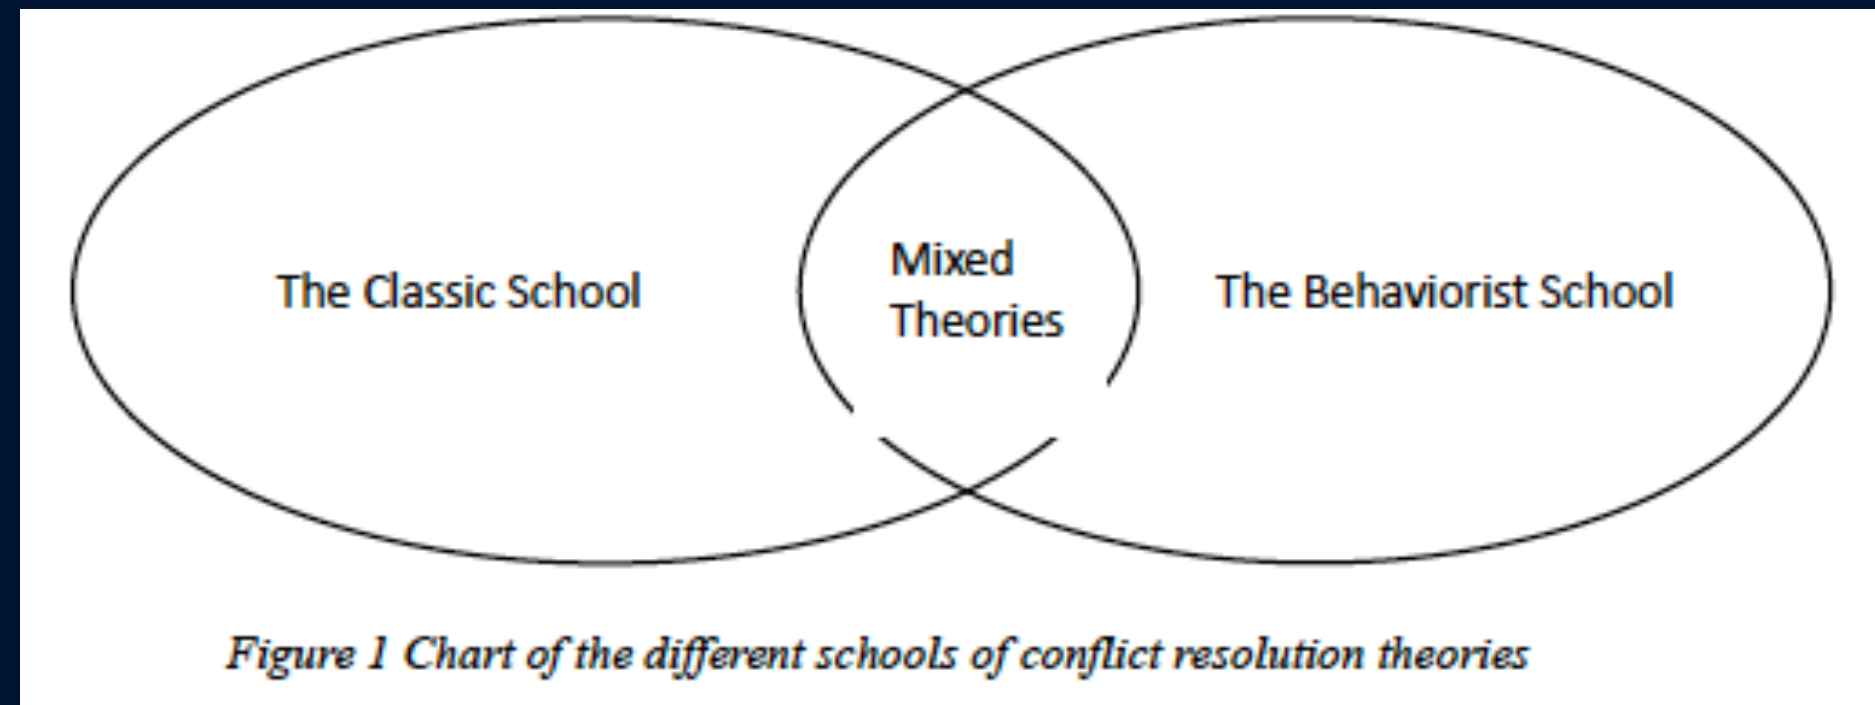 The Classic School
Mixed
Theories
The Behaviorist School
Figure 1 Chart of the different schools of conflict resolution theories